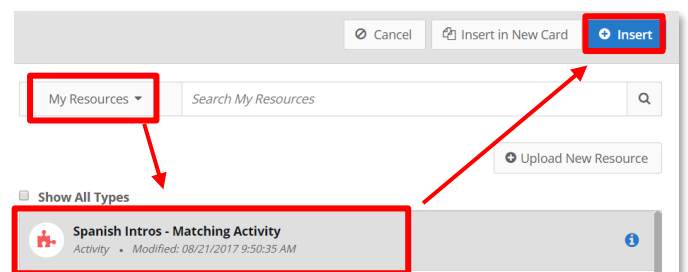 Cancel Insert in New Card Insert
My Resources Search My Resources
Upload New Resource
Show All Types
Spanish Intros - Matching Activity
Activity • Modified: 08/21/2017 9:50:35 AM